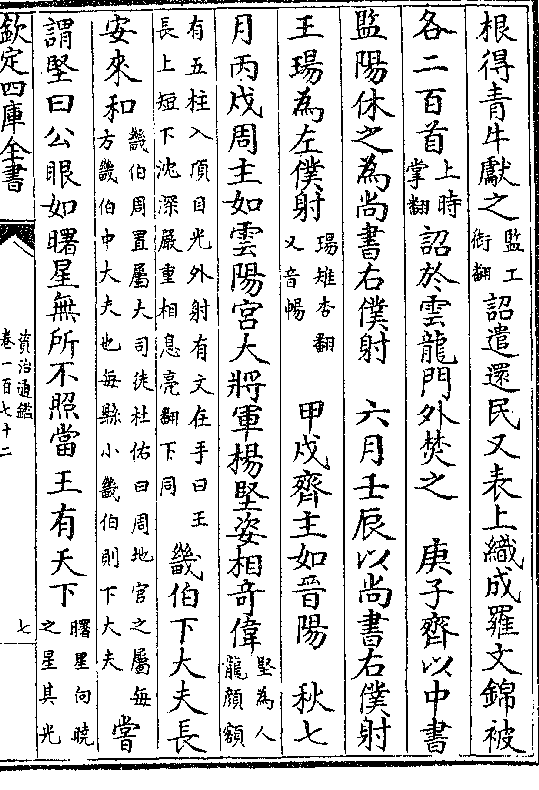 根得青牛獻之監工銜翻詔遣還民又表上織成羅文錦被
各二百首上時掌翻詔於雲龍門外焚之 庚子齊以中書
監陽休之為尚書右僕射 六月壬辰以尚書右僕射
王瑒為左僕射瑒雉杏翻又音暢 甲戌齊主如晉陽 秋七
月丙戌周主如雲陽宮大將軍楊堅姿相奇偉堅為人龍顏額
有五柱入頂目光外射有文在手曰王長上短下沈深嚴重相息亮翻下同畿伯下大夫長
安來和畿伯周置屬大司徒杜佑曰周地官之屬每方畿伯中大夫也每縣小畿伯則下大夫嘗
謂堅曰公眼如曙星無所不照當王有天下曙星向曉之星其光
欽定四庫全書
資治通鑑
卷一百七十二
七